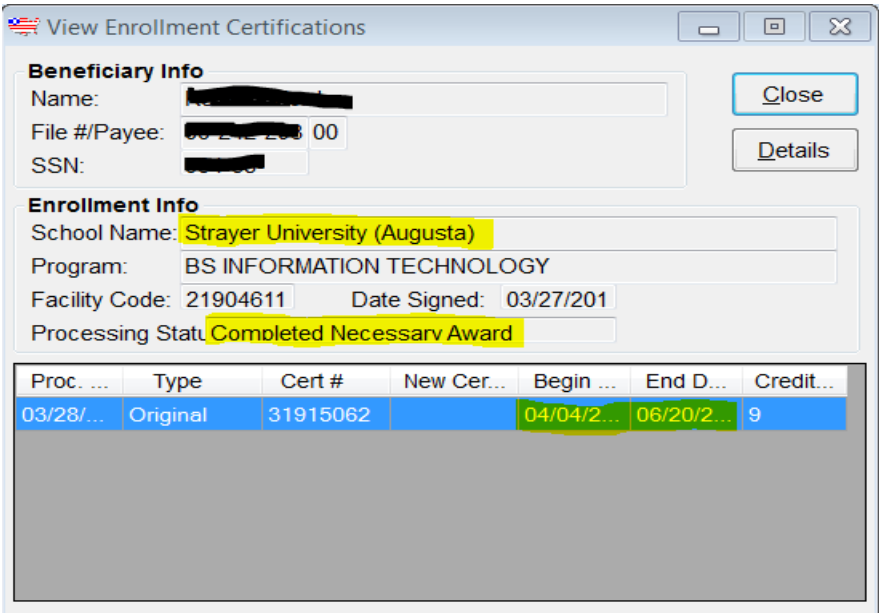 View Enrollment Certifications
Beneficiary Info
Name:
Close
File #/Payee: 00
SSN:
Details
Enrollment Info
School Name: Strayer University (Augusta)
Program: BS INFORMATION TECHNOLOGY
Facility Code: 21904611 Date Signed: 03/27/201
Processing Statu Completed Necessary Award
Proc. ... Type Cert # New Cer... Begin ... End D... Credit...
03/28/... Original 31915062 04/04/2... 06/20/2... 9